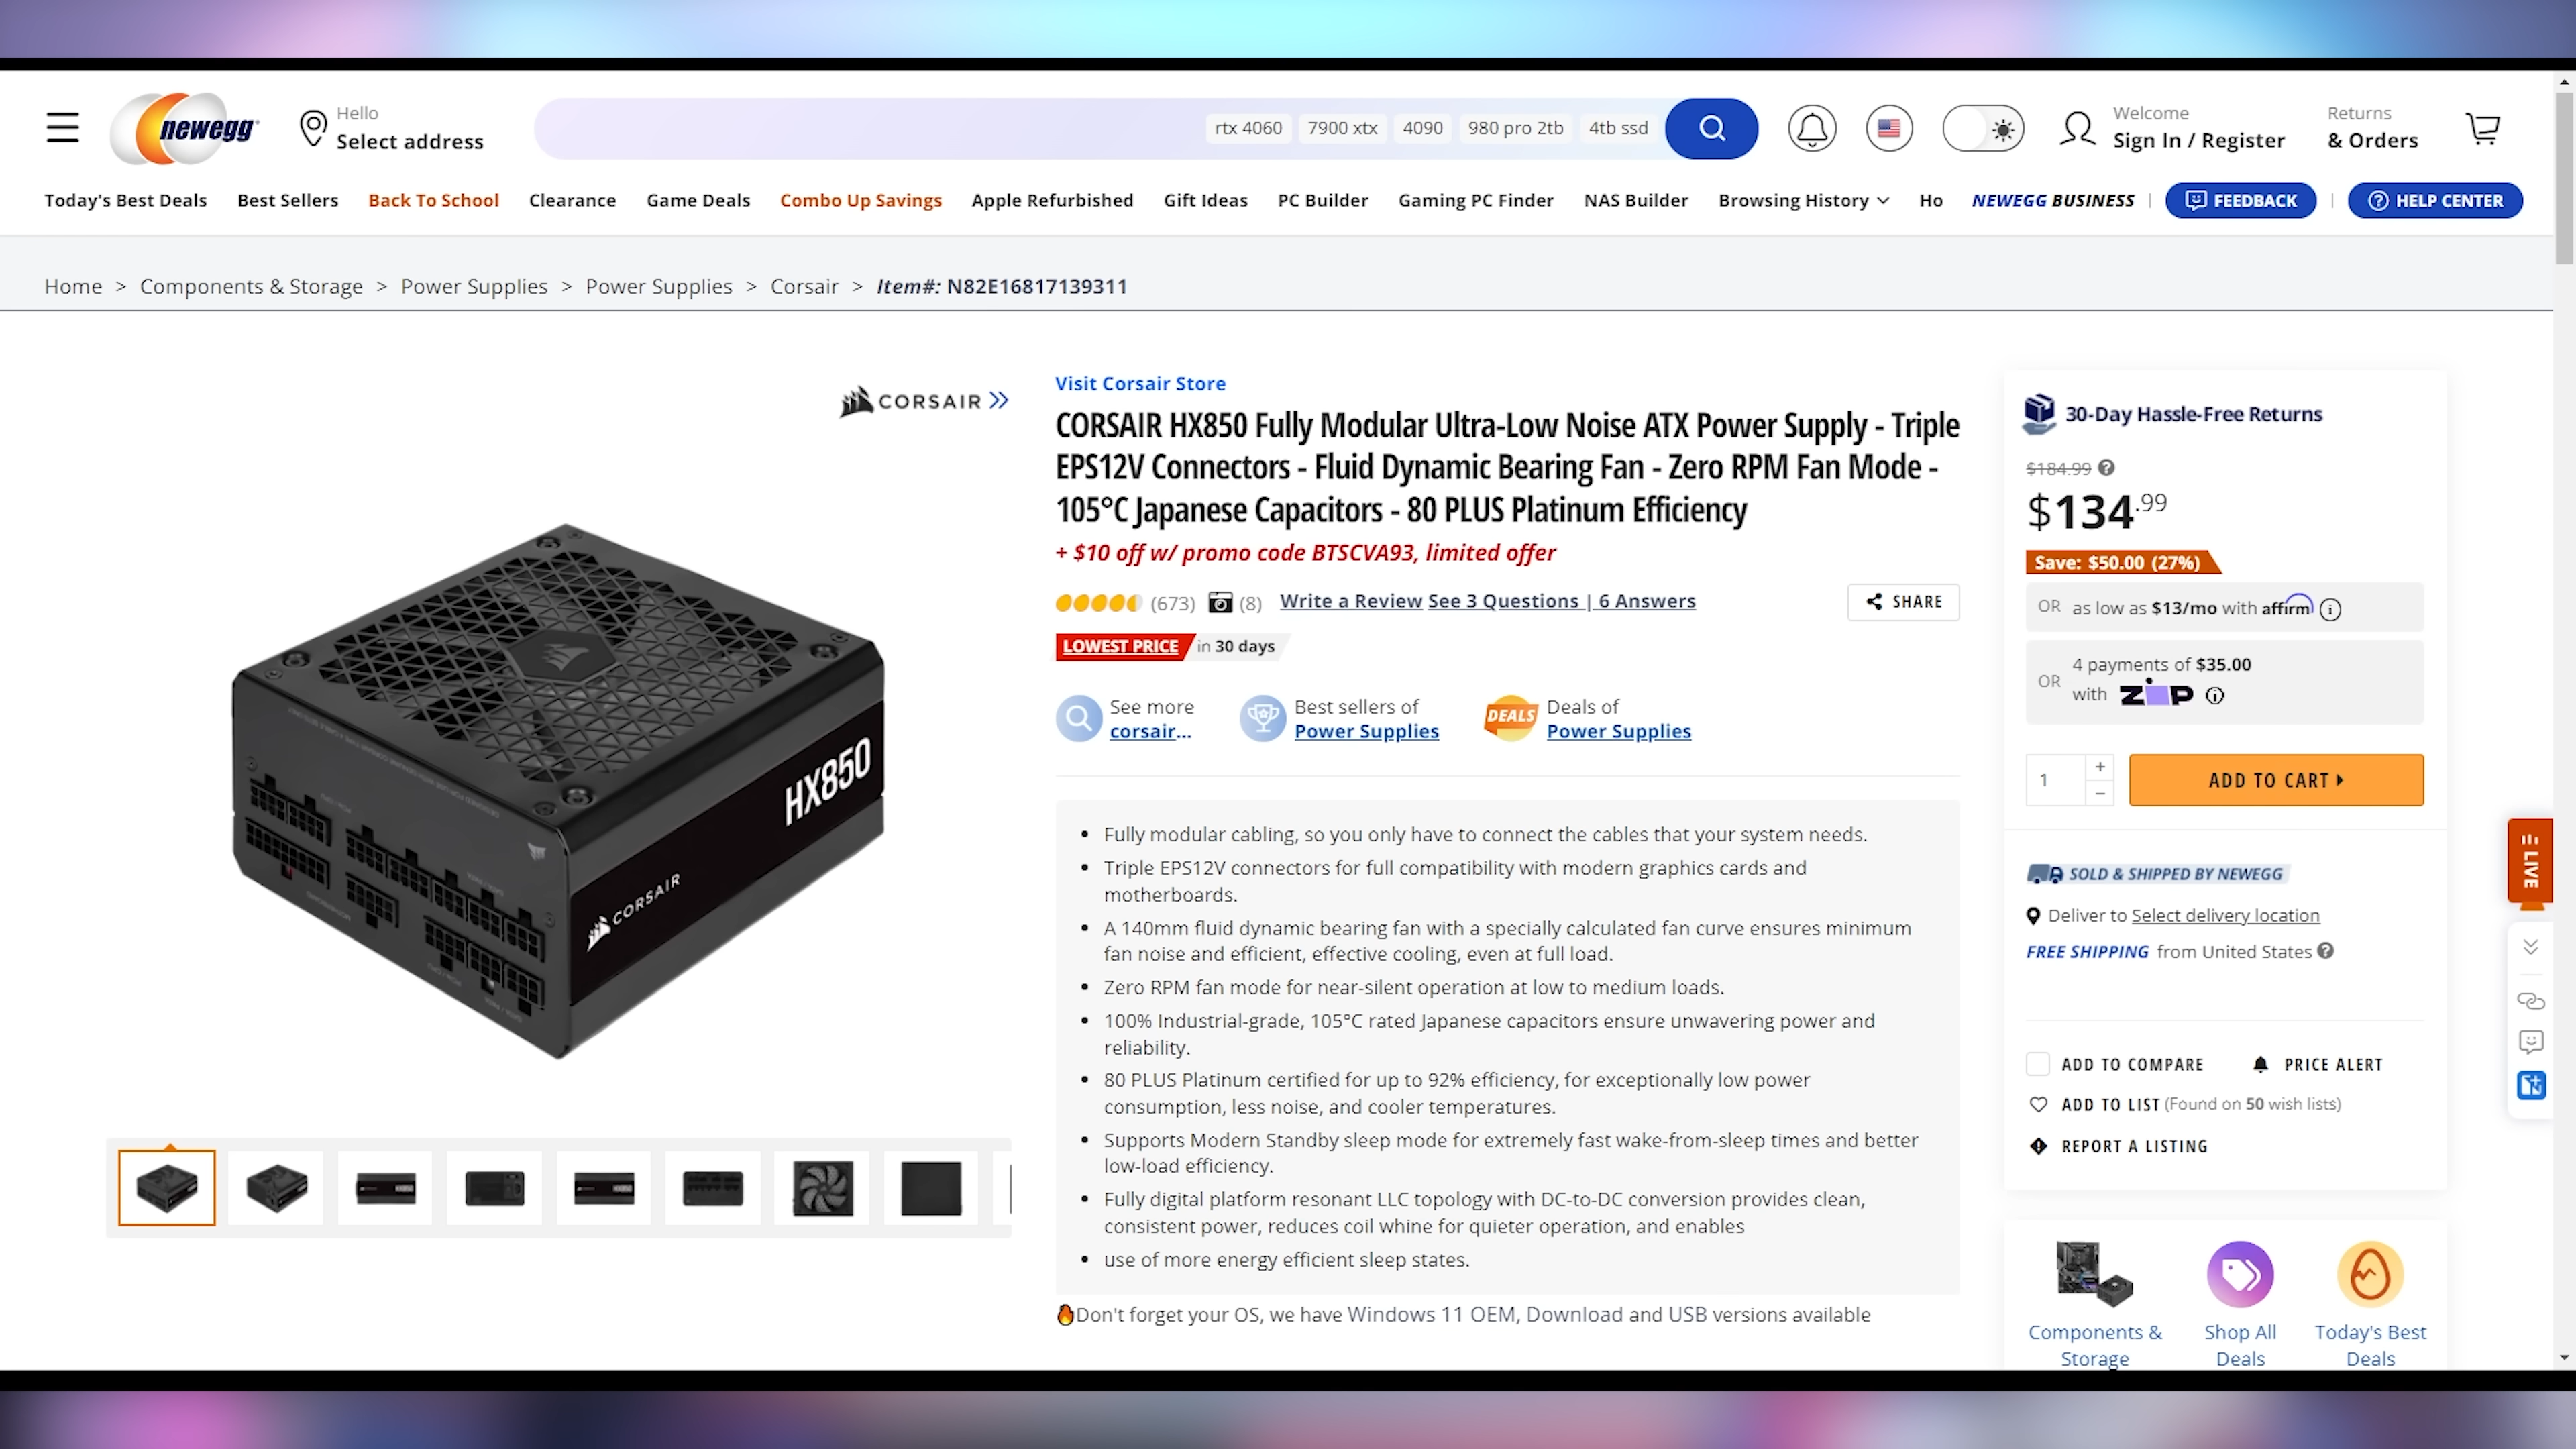 Hello
Select address
newegg
rtx 4060
7900 xtx
4090
980 pro 2tb
4tb ssd
Welcome
Sign In / Register
Returns
& Orders
Today's Best Deals
Best Sellers
Back To School
Clearance
Game Deals
Combo Up Savings
Apple Refurbished
Gift Ideas
PC Builder
Gaming PC Finder
NAS Builder
Browsing History
Ho
NEWEGG BUSINESS
FEEDBACK
HELP CENTER
Home > Components & Storage > Power Supplies > Power Supplies > Corsair > Item#: N82E16817139311
CORSAIR
HX850
CORSAIR
Visit Corsair Store
CORSAIR HX850 Fully Modular Ultra-Low Noise ATX Power Supply - Triple
EPS12V Connectors - Fluid Dynamic Bearing Fan - Zero RPM Fan Mode -
105°C Japanese Capacitors - 80 PLUS Platinum Efficiency
+ $10 off w/ promo code BTSCVA93, limited offer
(673) (8) Write a Review See 3 Questions | 6 Answers
SHARE
LOWEST PRICE in 30 days
See more
corsair...
Best sellers of
Power Supplies
DEALS
Deals of
Power Supplies
• Fully modular cabling, so you only have to connect the cables that your system needs.
• Triple EPS12V connectors for full compatibility with modern graphics cards and
motherboards.
• A 140mm fluid dynamic bearing fan with a specially calculated fan curve ensures minimum
fan noise and efficient, effective cooling, even at full load.
• Zero RPM fan mode for near-silent operation at low to medium loads.
• 100% Industrial-grade, 105°C rated Japanese capacitors ensure unwavering power and
reliability.
• 80 PLUS Platinum certified for up to 92% efficiency, for exceptionally low power
consumption, less noise, and cooler temperatures.
• Supports Modern Standby sleep mode for extremely fast wake-from-sleep times and better
low-load efficiency.
• Fully digital platform resonant LLC topology with DC-to-DC conversion provides clean,
consistent power, reduces coil whine for quieter operation, and enables
• use of more energy efficient sleep states.
Don't forget your OS, we have Windows 11 OEM, Download and USB versions available
30-Day Hassle-Free Returns
$184.99
$134.99
Save: $50.00 (27%)
OR as low as $13/mo with affirm
OR 4 payments of $35.00
with ZIP
1
+
−
ADD TO CART
SOLD & SHIPPED BY NEWEGG
Deliver to Select delivery location
FREE SHIPPING from United States
ADD TO COMPARE
PRICE ALERT
ADD TO LIST (Found on 50 wish lists)
REPORT A LISTING
Components &
Storage
Shop All
Deals
Today's Best
Deals
LIVE